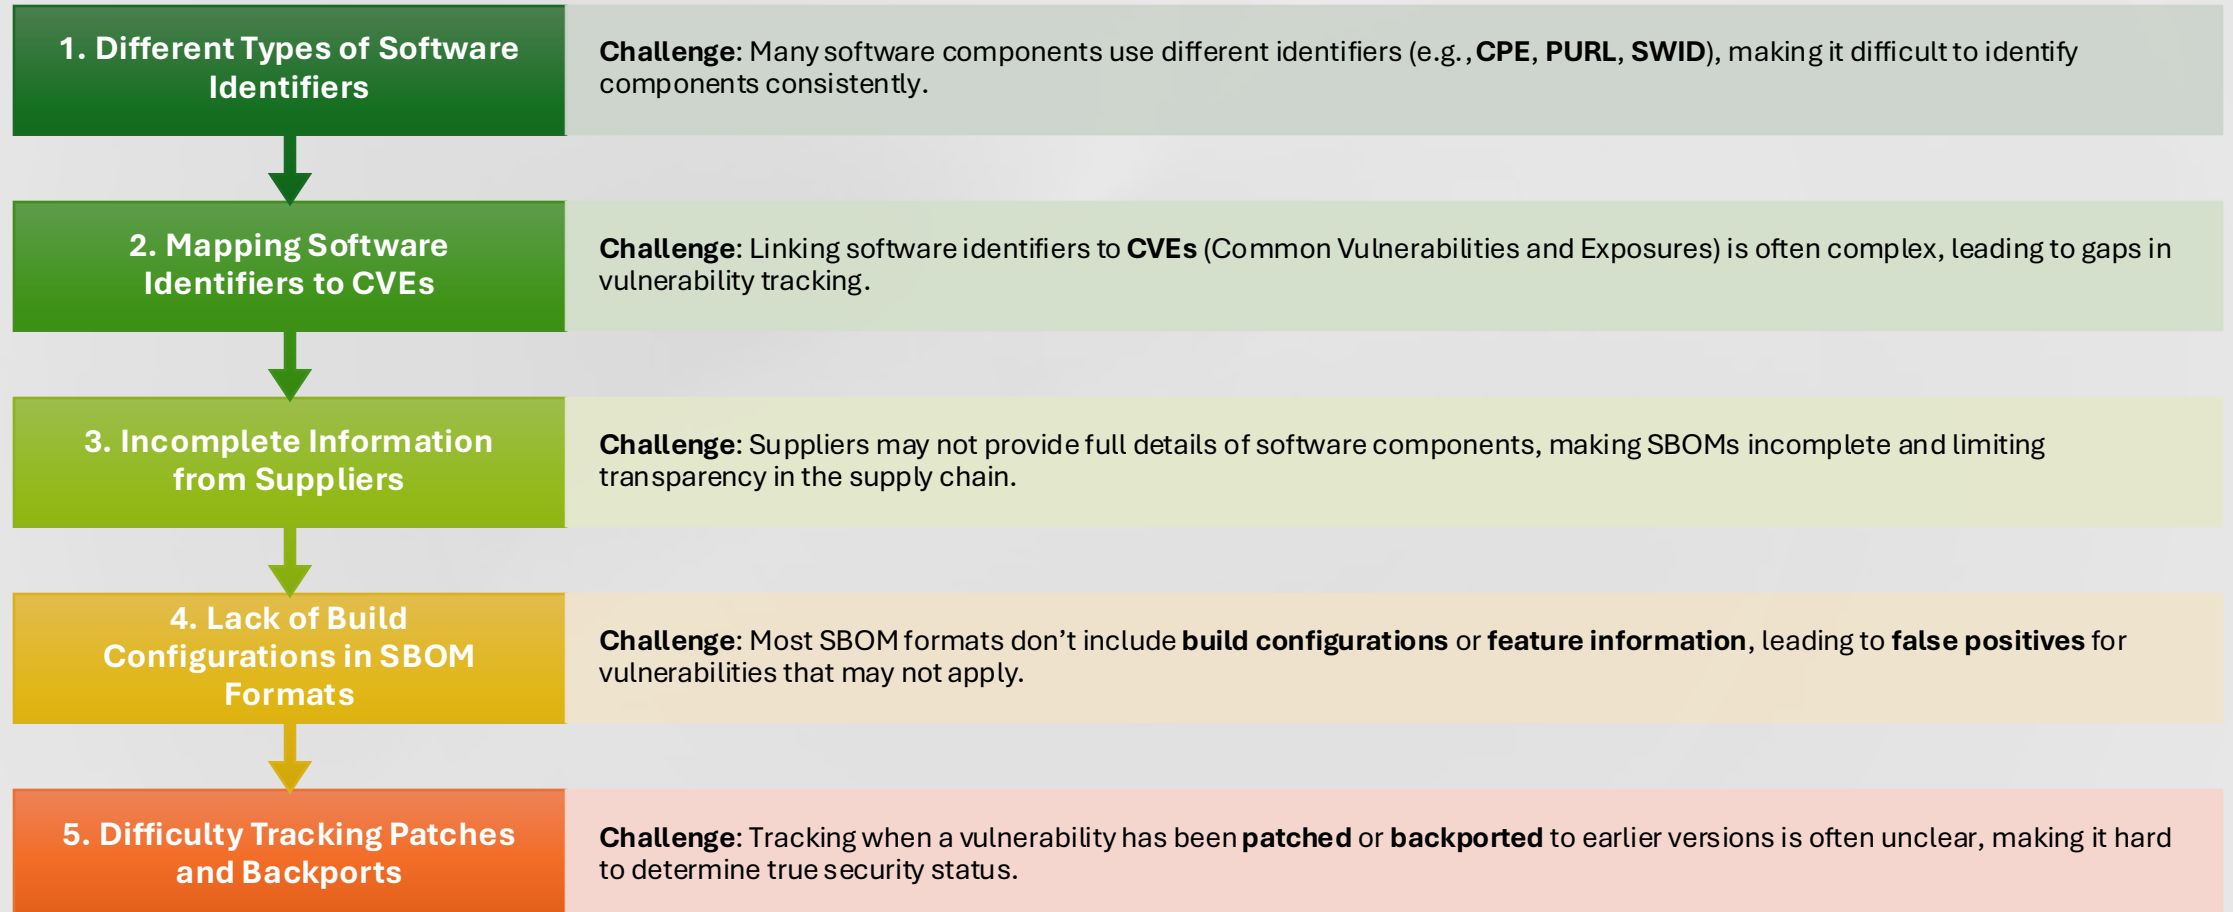 1. Different Types of Software
Identifiers
Challenge: Many software components use different identifiers (e.g., CPE, PURL, SWID), making it difficult to identify
components consistently.
2. Mapping Software
Identifiers to CVEs
Challenge: Linking software identifiers to CVEs (Common Vulnerabilities and Exposures) is often complex, leading to gaps in
vulnerability tracking.
3. Incomplete Information
from Suppliers
Challenge: Suppliers may not provide full details of software components, making SBOMs incomplete and limiting
transparency in the supply chain.
4. Lack of Build
Configurations in SBOM
Formats
Challenge: Most SBOM formats don’t include build configurations or feature information, leading to false positives for
vulnerabilities that may not apply.
5. Difficulty Tracking Patches
and Backports
Challenge: Tracking when a vulnerability has been patched or backported to earlier versions is often unclear, making it hard
to determine true security status.